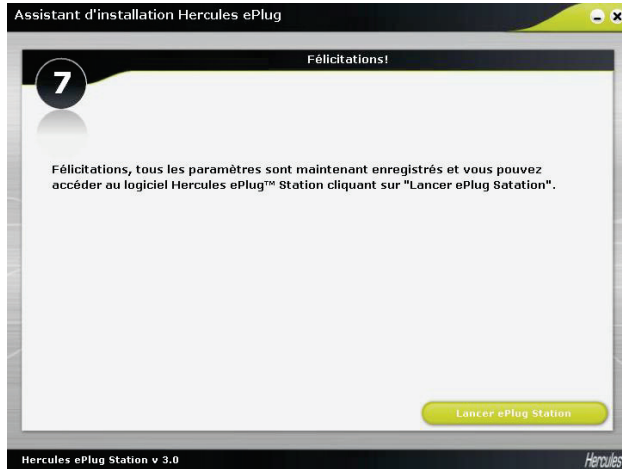 Assistant d'installation Hercules ePlug
Félicitations!
7
Félicitations, tous les paramètres sont maintenant enregistrés et vous pouvez
accéder au logiciel Hercules ePlug™ Station cliquant sur "Lancer ePlug Satation".
Lancer ePlug Station
Hercules ePlug Station v 3.0
Hercules